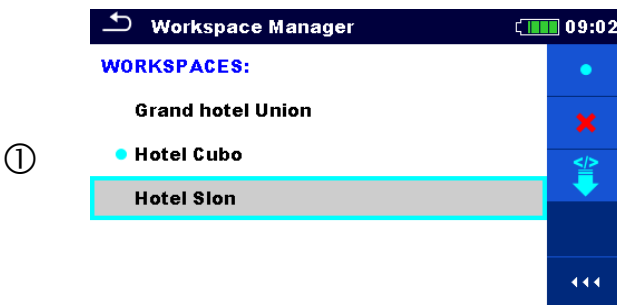 Workspace Manager 09:02
WORKSPACES:
Grand hotel Union
① Hotel Cubo
</>
Hotel Slon